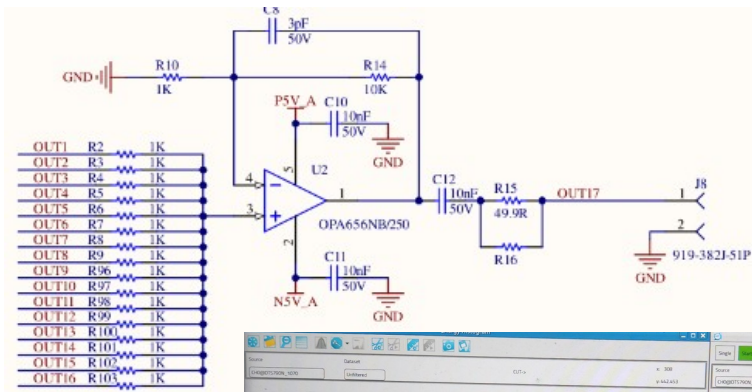 C8
3pF
50V
R10
1K
GND
R14
10K
P5V_A
C10
10nF
50V
GND
OUT1 R2 1K
OUT2 R3 1K
OUT3 R4 1K
OUT4 R5 1K
OUT5 R6 1K
OUT6 R7 1K
OUT7 R8 1K
OUT8 R9 1K
OUT9 R96 1K
OUT10 R97 1K
OUT11 R98 1K
OUT12 R99 1K
OUT13 R100 1K
OUT14 R101 1K
OUT15 R102 1K
OUT16 R103 1K
4
3
5
2
1
U2
OPA656NB/250
C12
10nF
50V
R15
49.9R
R16
OUT17
1
2
J8
GND
919-382J-51P
C11
10nF
50V
N5V_A
GND
Source
Dataset
Single
Source